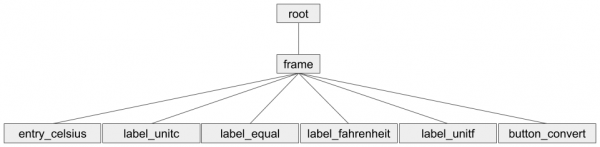 root
frame
entry_celsius
label_unitc
label_equal
label_fahrenheit
label_unitf
button_convert